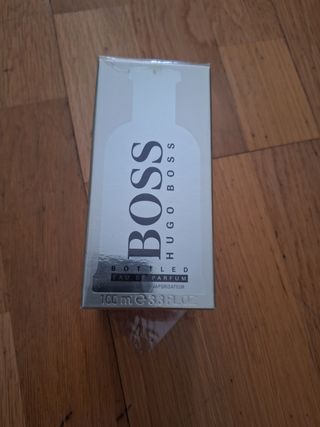 BOSS
HUGO BOSS
BOTTLED
EAU DE PARFUM
VAPORISATEUR
100 ml ℮ 3.3 FL.OZ.